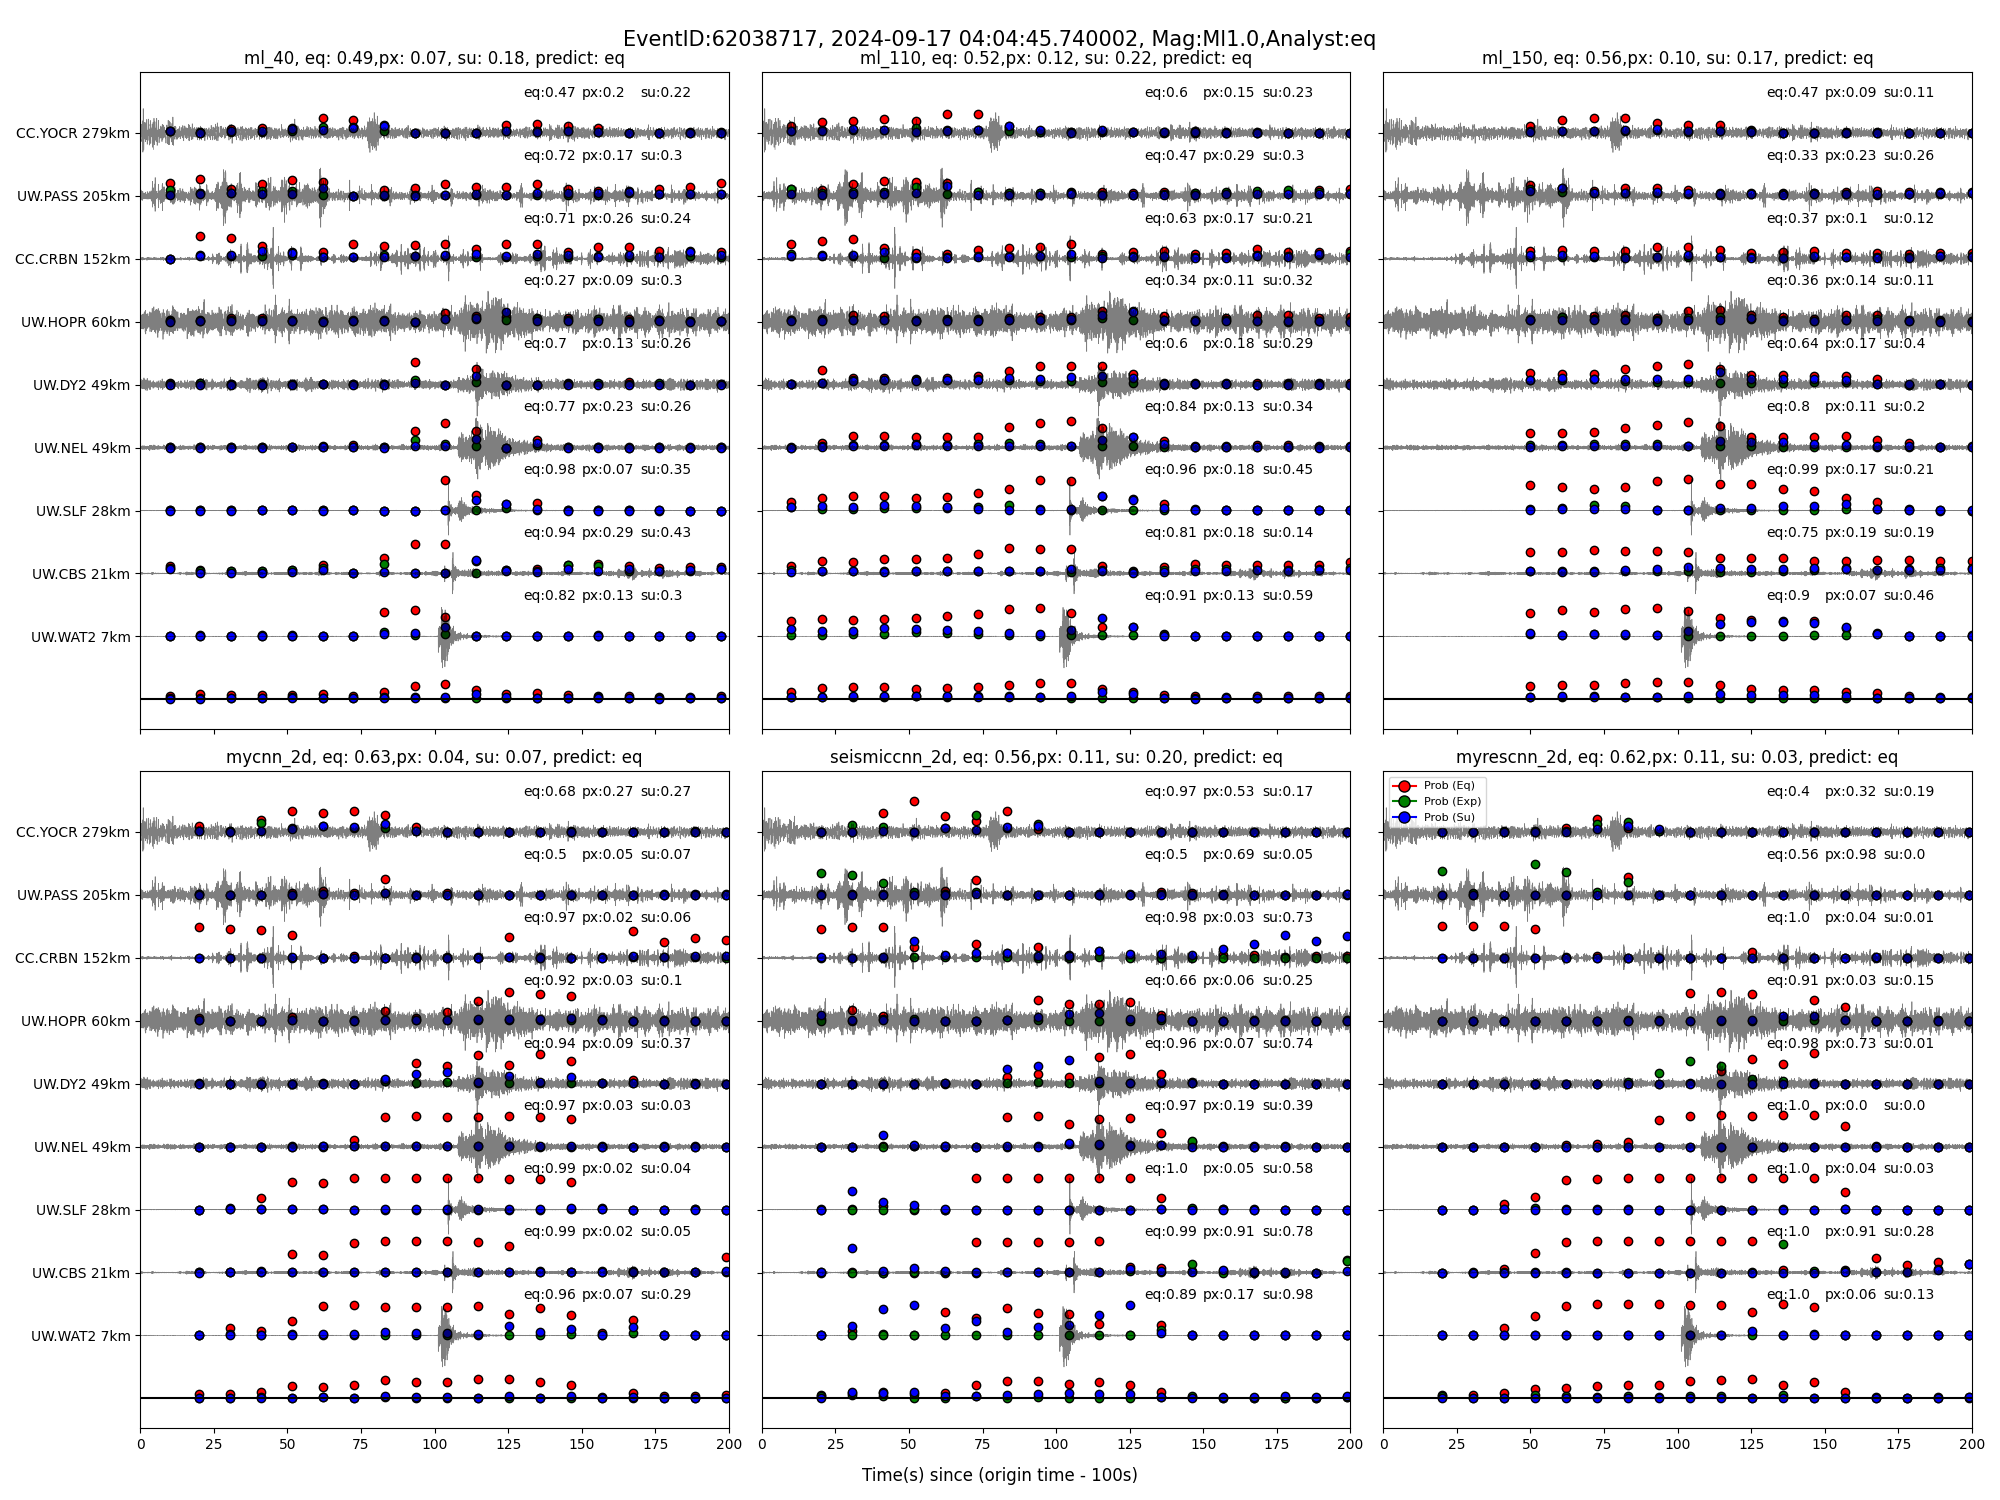 EventID:62038717, 2024-09-17 04:04:45.740002, Mag:Ml1.0,Analyst:eq
ml_40, eq: 0.49,px: 0.07, su: 0.18, predict: eq
CC.YOCR 279km
eq:0.47 px:0.2 su:0.22
UW.PASS 205km
eq:0.72 px:0.17 su:0.3
CC.CRBN 152km
eq:0.71 px:0.26 su:0.24
UW.HOPR 60km
eq:0.27 px:0.09 su:0.3
UW.DY2 49km
eq:0.7 px:0.13 su:0.26
UW.NEL 49km
eq:0.77 px:0.23 su:0.26
UW.SLF 28km
eq:0.98 px:0.07 su:0.35
UW.CBS 21km
eq:0.94 px:0.29 su:0.43
UW.WAT2 7km
eq:0.82 px:0.13 su:0.3
ml_110, eq: 0.52,px: 0.12, su: 0.22, predict: eq
eq:0.6 px:0.15 su:0.23
eq:0.47 px:0.29 su:0.3
eq:0.63 px:0.17 su:0.21
eq:0.34 px:0.11 su:0.32
eq:0.6 px:0.18 su:0.29
eq:0.84 px:0.13 su:0.34
eq:0.96 px:0.18 su:0.45
eq:0.81 px:0.18 su:0.14
eq:0.91 px:0.13 su:0.59
ml_150, eq: 0.56,px: 0.10, su: 0.17, predict: eq
eq:0.47 px:0.09 su:0.11
eq:0.33 px:0.23 su:0.26
eq:0.37 px:0.1 su:0.12
eq:0.36 px:0.14 su:0.11
eq:0.64 px:0.17 su:0.4
eq:0.8 px:0.11 su:0.2
eq:0.99 px:0.17 su:0.21
eq:0.75 px:0.19 su:0.19
eq:0.9 px:0.07 su:0.46
mycnn_2d, eq: 0.63,px: 0.04, su: 0.07, predict: eq
CC.YOCR 279km
eq:0.68 px:0.27 su:0.27
UW.PASS 205km
eq:0.5 px:0.05 su:0.07
CC.CRBN 152km
eq:0.97 px:0.02 su:0.06
UW.HOPR 60km
eq:0.92 px:0.03 su:0.1
UW.DY2 49km
eq:0.94 px:0.09 su:0.37
UW.NEL 49km
eq:0.97 px:0.03 su:0.03
UW.SLF 28km
eq:0.99 px:0.02 su:0.04
UW.CBS 21km
eq:0.99 px:0.02 su:0.05
UW.WAT2 7km
eq:0.96 px:0.07 su:0.29
0 25 50 75 100 125 150 175 200
seismiccnn_2d, eq: 0.56,px: 0.11, su: 0.20, predict: eq
eq:0.97 px:0.53 su:0.17
eq:0.5 px:0.69 su:0.05
eq:0.98 px:0.03 su:0.73
eq:0.66 px:0.06 su:0.25
eq:0.96 px:0.07 su:0.74
eq:0.97 px:0.19 su:0.39
eq:1.0 px:0.05 su:0.58
eq:0.99 px:0.91 su:0.78
eq:0.89 px:0.17 su:0.98
0 25 50 75 100 125 150 175 200
myrescnn_2d, eq: 0.62,px: 0.11, su: 0.03, predict: eq
Prob (Eq)
Prob (Exp)
Prob (Su)
eq:0.4 px:0.32 su:0.19
eq:0.56 px:0.98 su:0.0
eq:1.0 px:0.04 su:0.01
eq:0.91 px:0.03 su:0.15
eq:0.98 px:0.73 su:0.01
eq:1.0 px:0.0 su:0.0
eq:1.0 px:0.04 su:0.03
eq:1.0 px:0.91 su:0.28
eq:1.0 px:0.06 su:0.13
0 25 50 75 100 125 150 175 200
Time(s) since (origin time - 100s)